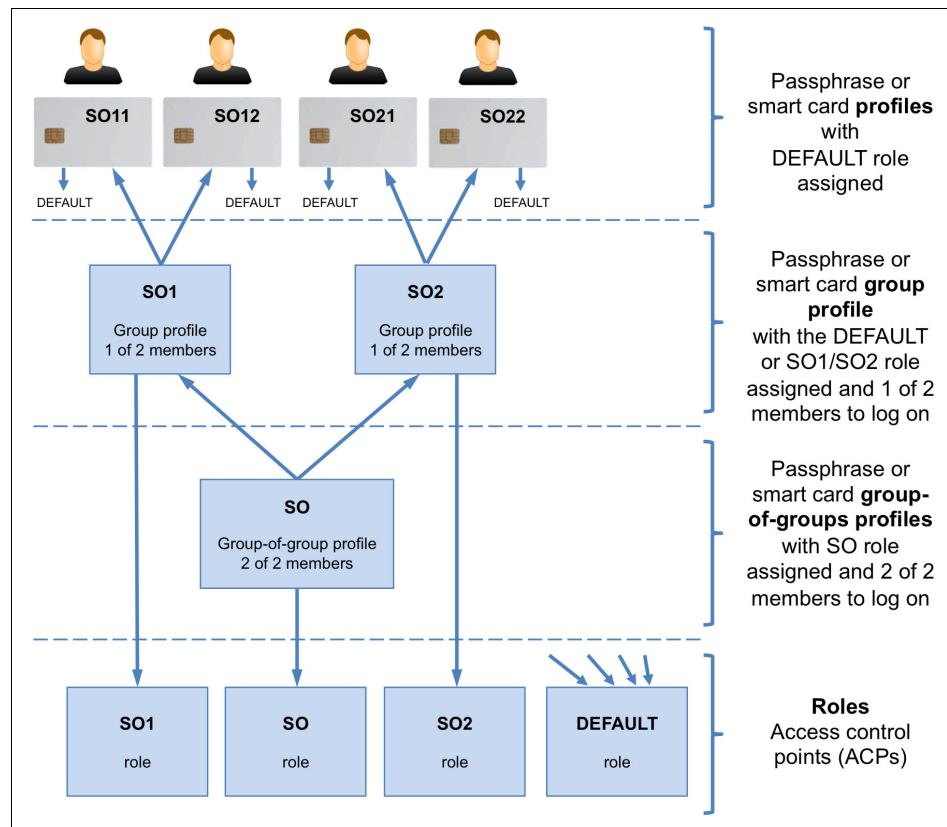 SO11
SO12
SO21
SO22
DEFAULT
DEFAULT
DEFAULT
DEFAULT
Passphrase or
smart card profiles
with
DEFAULT role
assigned
SO1
Group profile
1 of 2 members
SO2
Group profile
1 of 2 members
Passphrase or
smart card group
profile
with the DEFAULT
or SO1/SO2 role
assigned and 1 of 2
members to log on
SO
Group-of-group profile
2 of 2 members
Passphrase or
smart card group-
of-groups profiles
with SO role
assigned and 2 of 2
members to log on
SO1
role
SO
role
SO2
role
DEFAULT
role
Roles
Access control
points (ACPs)